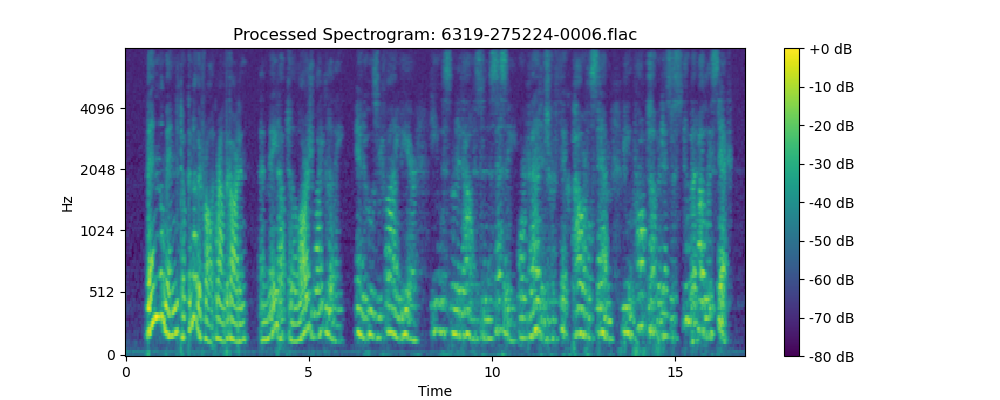 Processed Spectrogram: 6319-275224-0006.flac
4096
2048
1024
512
0
Hz
0
5
10
15
Time
+0 dB
-10 dB
-20 dB
-30 dB
-40 dB
-50 dB
-60 dB
-70 dB
-80 dB